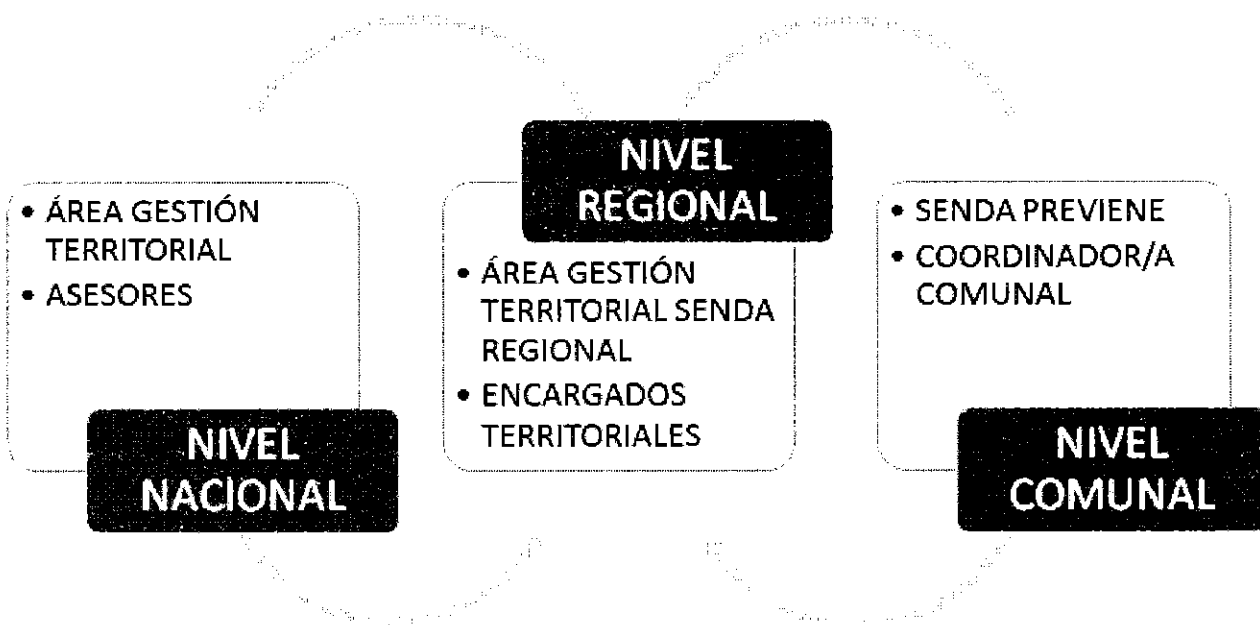 • ÁREA GESTIÓN
TERRITORIAL
• ASESORES
NIVEL
NACIONAL
NIVEL
REGIONAL
• ÁREA GESTIÓN
TERRITORIAL SENDA
REGIONAL
• ENCARGADOS
TERRITORIALES
• SENDA PREVIENE
• COORDINADOR/A
COMUNAL
NIVEL
COMUNAL